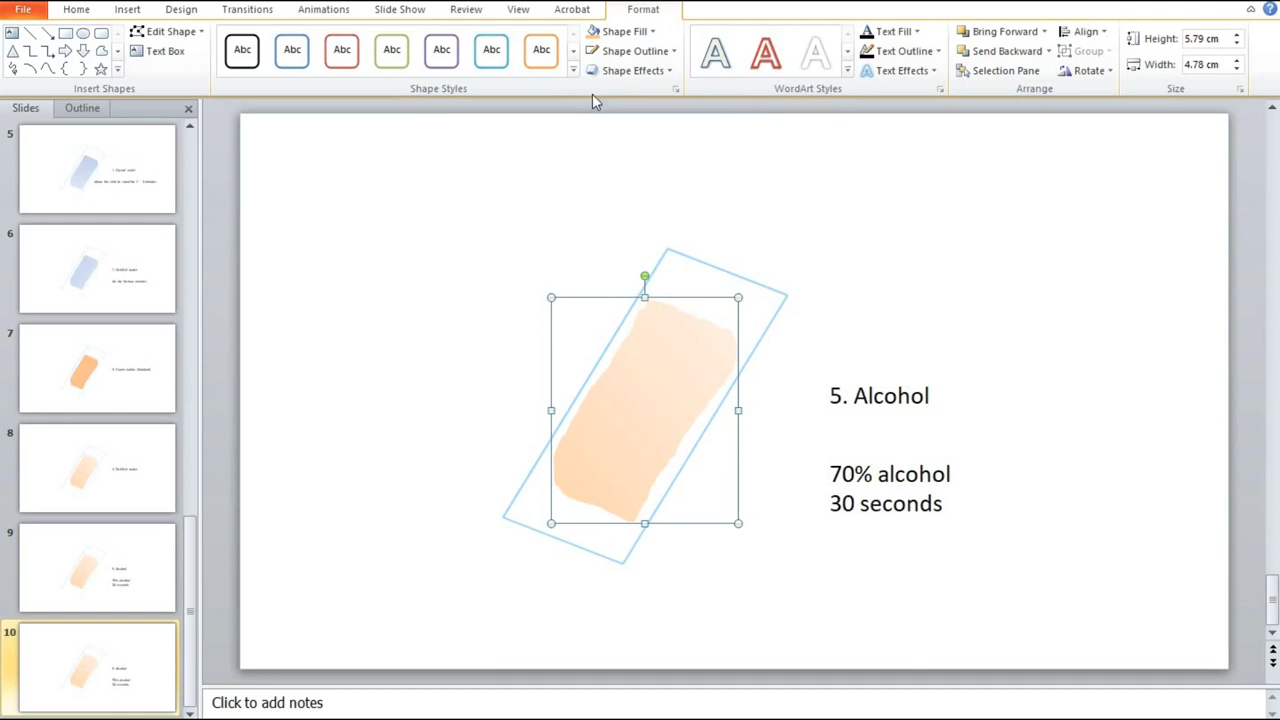 File Home Insert Design Transitions Animations Slide Show Review View Acrobat Format
Edit Shape
Text Box
Insert Shapes
Abc Abc Abc Abc Abc Abc Abc
Shape Fill
Shape Outline
Shape Effects
Shape Styles
A A A
Text Fill
Text Outline
Text Effects
WordArt Styles
Bring Forward
Send Backward
Selection Pane
Align
Group
Rotate
Arrange
Height: 5.79 cm
Width: 4.78 cm
Size
Slides Outline
5
6
7
8
9
10
5. Alcohol
70% alcohol
30 seconds
Click to add notes